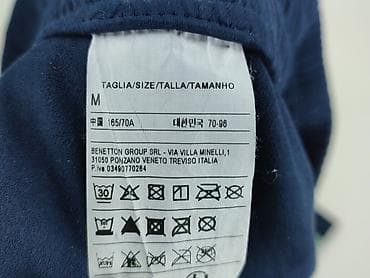 TAGLIA/SIZE/TALLA/TAMANHO
M
中國 165/70A 대한민국 70-96
BENETTON GROUP SRL - VIA VILLA MINELLI,1
31050 PONZANO VENETO TREVISO ITALIA
P.Iva 03490770264
30